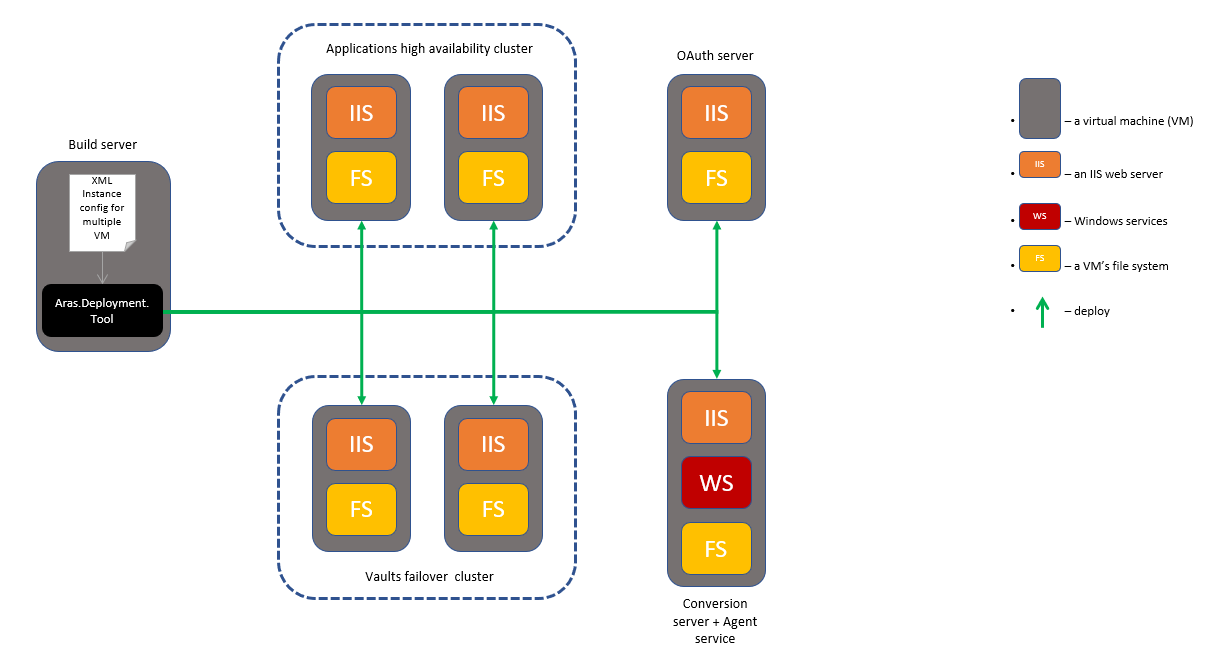 Applications high availability cluster
IIS
IIS
FS
FS
OAuth server
IIS
FS
Build server
XML
Instance
config for
multiple
VM
Aras.Deployment.
Tool
IIS
IIS
FS
FS
Vaults failover cluster
IIS
WS
FS
Conversion
server + Agent
service
• – a virtual machine (VM)
• IIS – an IIS web server
• WS – Windows services
• FS – a VM’s file system
• – deploy